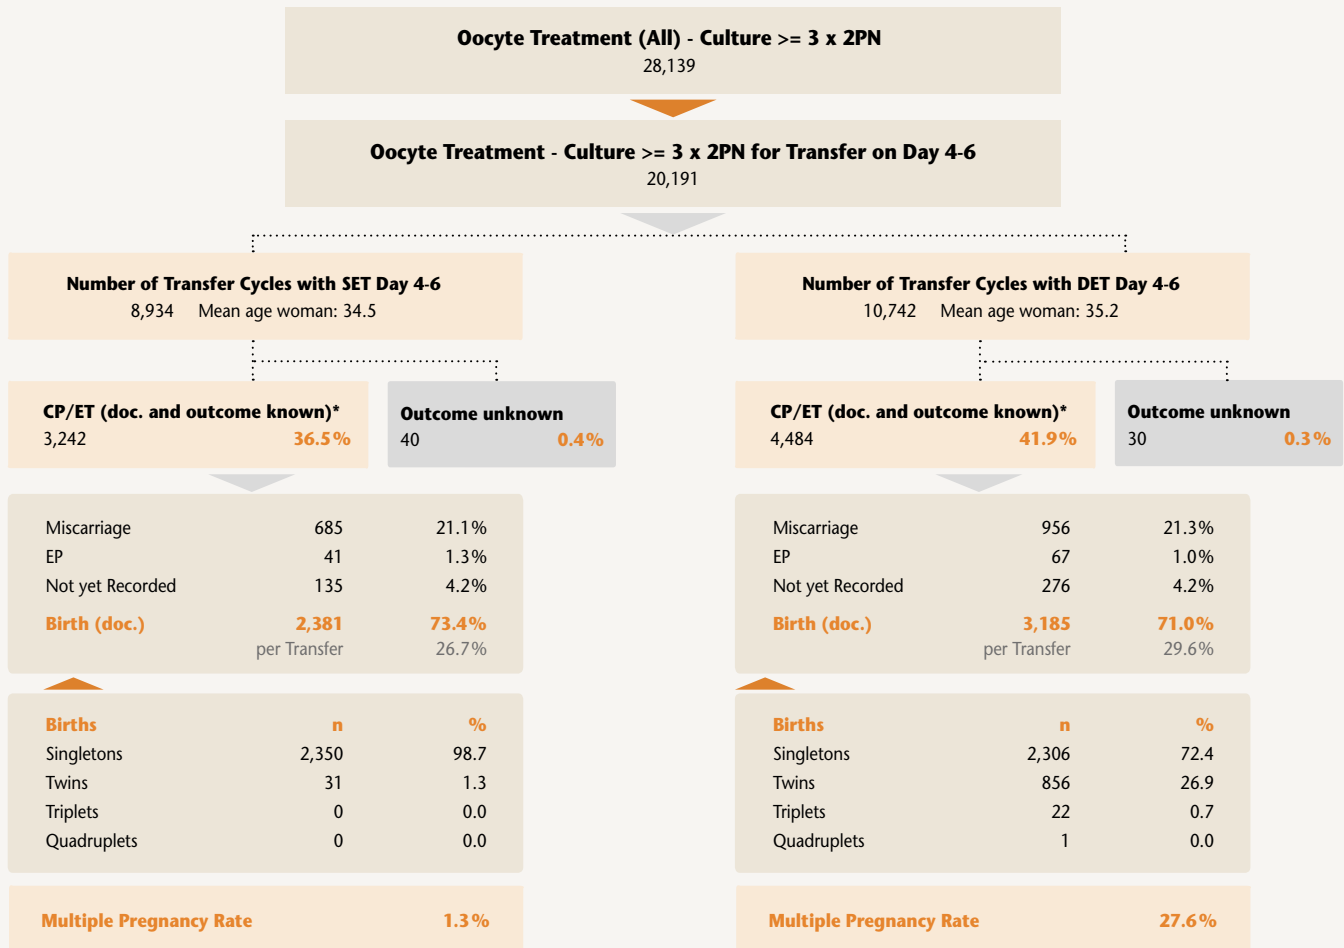 Oocyte Treatment (All) - Culture >= 3 x 2PN
28,139
Oocyte Treatment - Culture >= 3 x 2PN for Transfer on Day 4-6
20,191
Number of Transfer Cycles with SET Day 4-6
8,934 Mean age woman: 34.5
CP/ET (doc. and outcome known)*
3,242 36.5%
Outcome unknown
40 0.4%
Miscarriage 685 21.1%
EP 41 1.3%
Not yet Recorded 135 4.2%
Birth (doc.) 2,381 73.4%
per Transfer 26.7%
Births n %
Singletons 2,350 98.7
Twins 31 1.3
Triplets 0 0.0
Quadruplets 0 0.0
Multiple Pregnancy Rate 1.3%
Number of Transfer Cycles with DET Day 4-6
10,742 Mean age woman: 35.2
CP/ET (doc. and outcome known)*
4,484 41.9%
Outcome unknown
30 0.3%
Miscarriage 956 21.3%
EP 67 1.0%
Not yet Recorded 276 4.2%
Birth (doc.) 3,185 71.0%
per Transfer 29.6%
Births n %
Singletons 2,306 72.4
Twins 856 26.9
Triplets 22 0.7
Quadruplets 1 0.0
Multiple Pregnancy Rate 27.6%